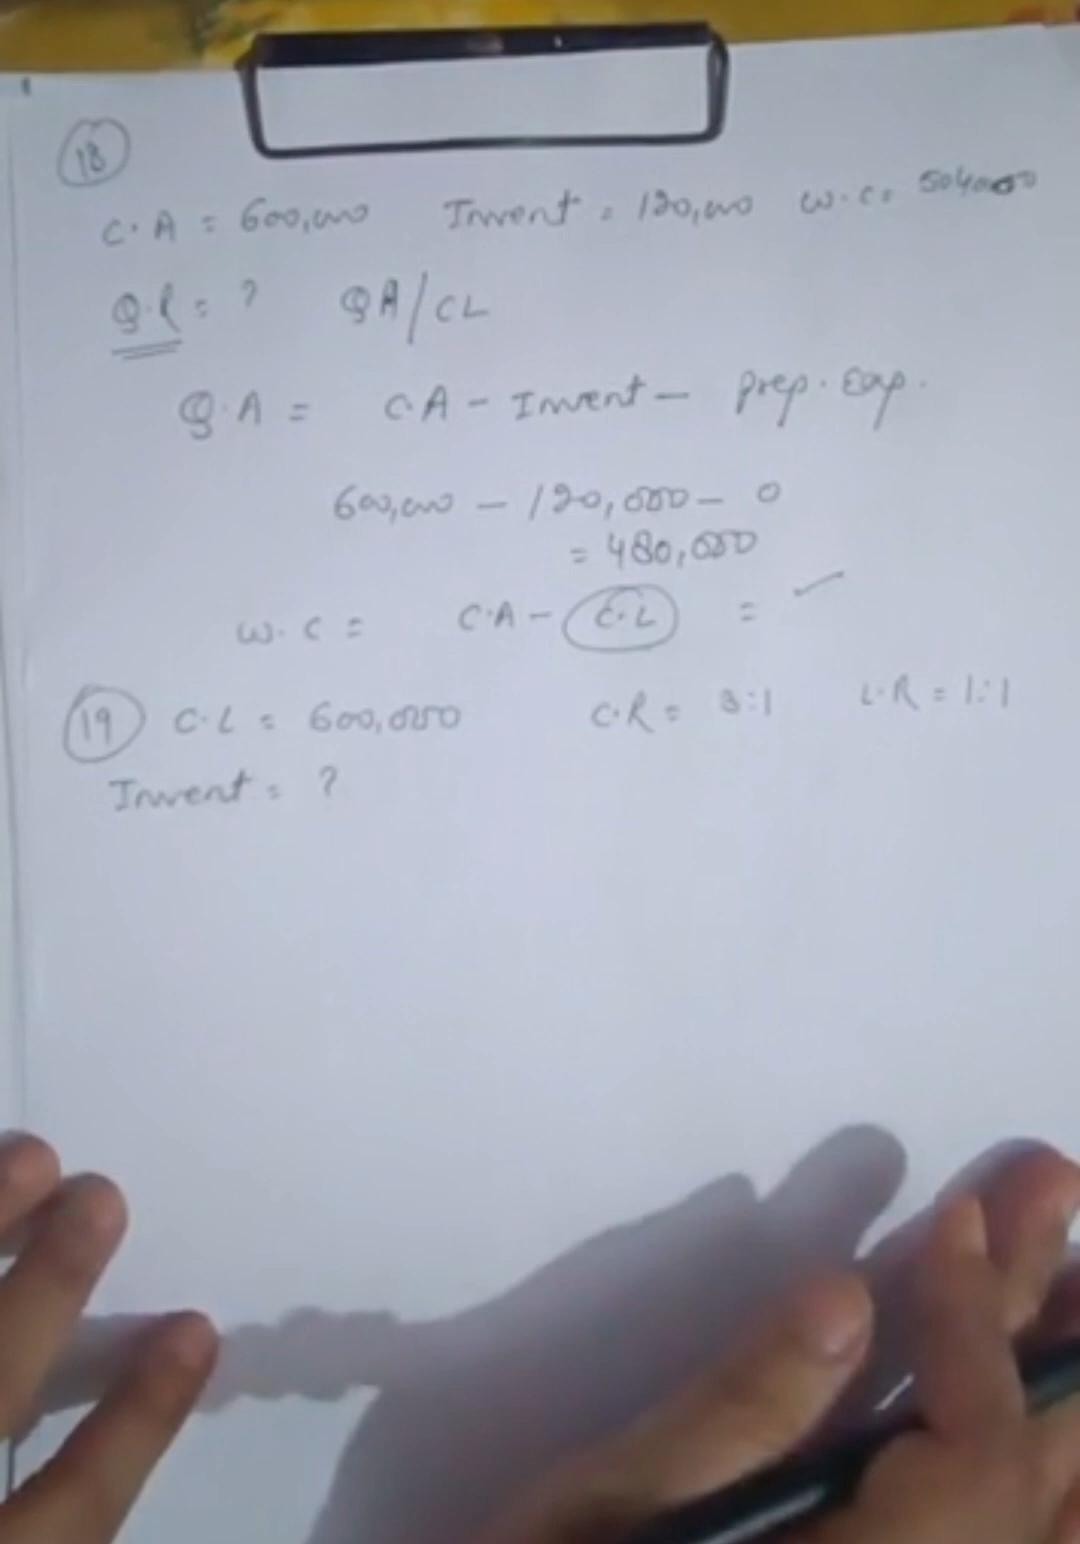 18
C.A = 600,000 Invent = 120,000 W.C = 504000
Q.R = ? QA/CL
Q.A = C.A - Invent - Prep. Exp.
600,000 - 120,000 - 0
= 480,000
W.C = C.A - C.L =
19 C.L = 600,000 C.R = 3:1 L.R = 1:1
Invent = ?